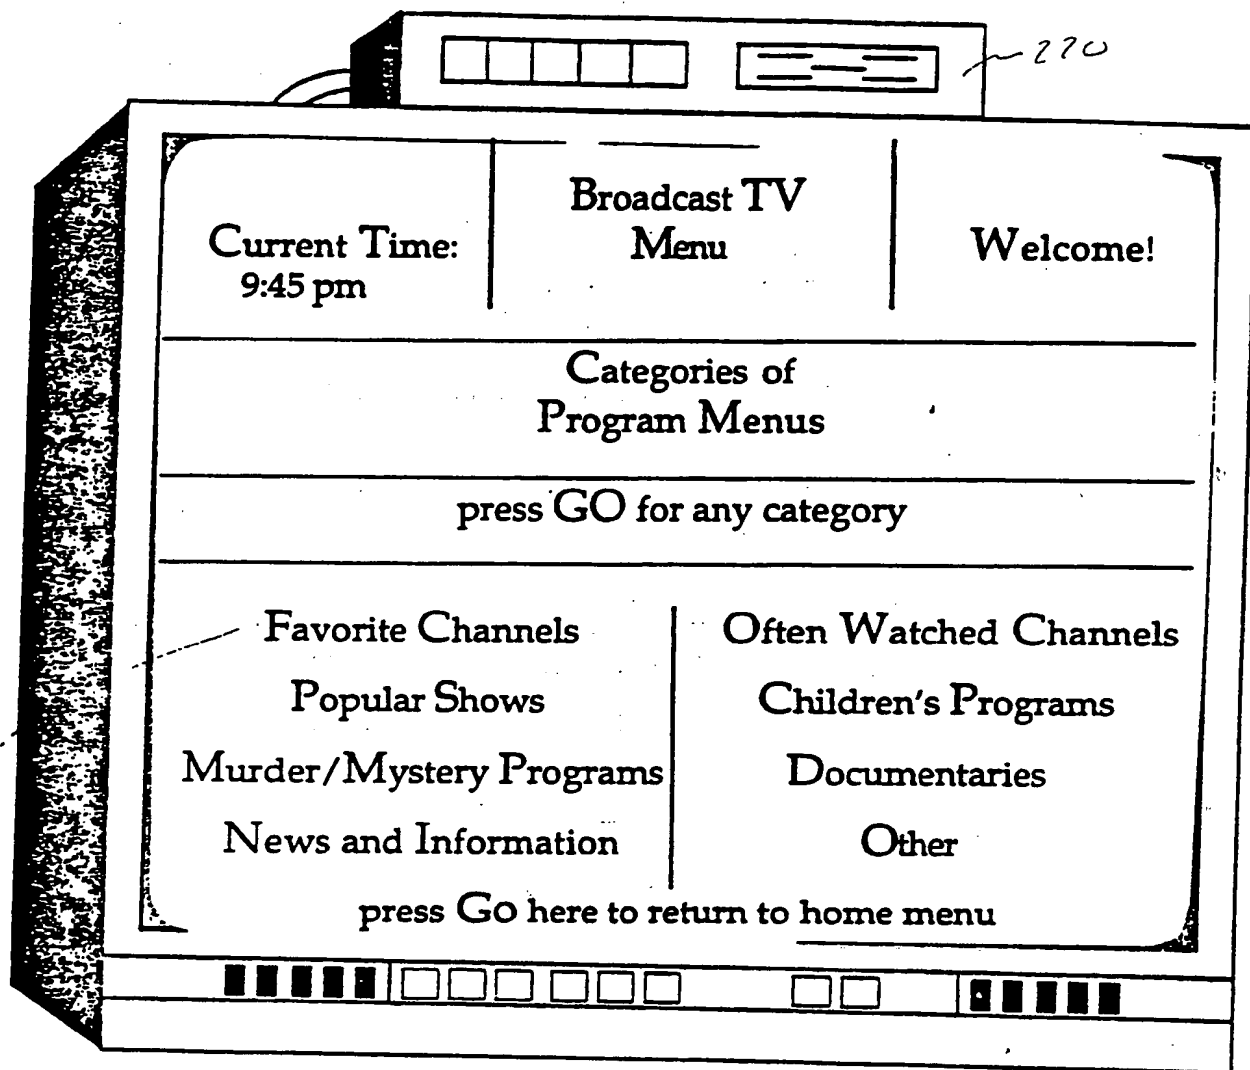 220
Broadcast TV
Menu
Current Time:
9:45 pm
Welcome!
Categories of
Program Menus
press GO for any category
Favorite Channels
Often Watched Channels
Popular Shows
Children's Programs
Murder/Mystery Programs
Documentaries
News and Information
Other
press Go here to return to home menu